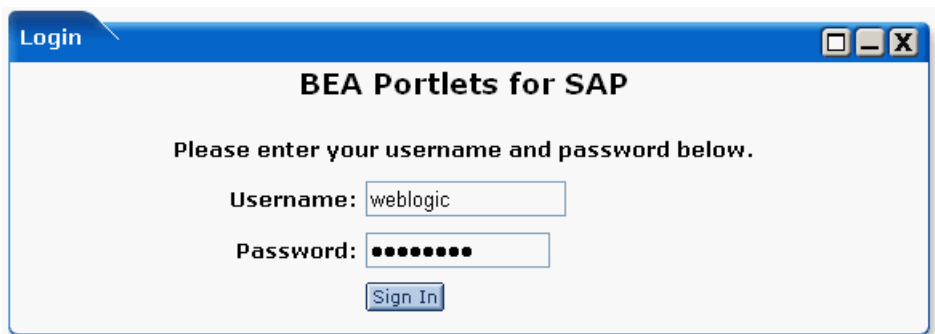 Login
BEA Portlets for SAP
Please enter your username and password below.
Username: weblogic
Password: ●●●●●●●●
Sign In